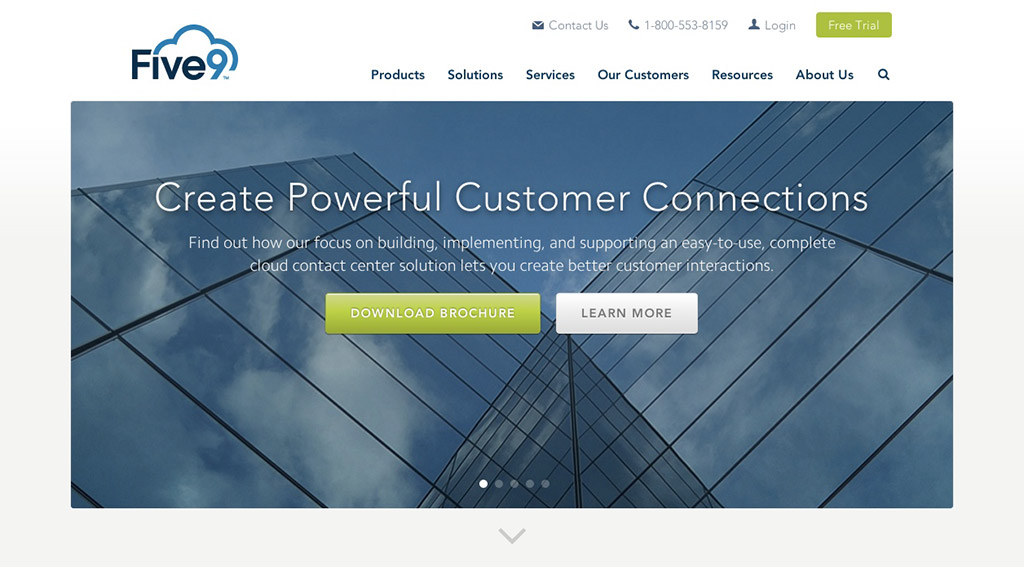 Contact Us
1-800-553-8159
Login
Free Trial
Five9™
Products
Solutions
Services
Our Customers
Resources
About Us
Create Powerful Customer Connections
Find out how our focus on building, implementing, and supporting an easy-to-use, complete
cloud contact center solution lets you create better customer interactions.
DOWNLOAD BROCHURE
LEARN MORE